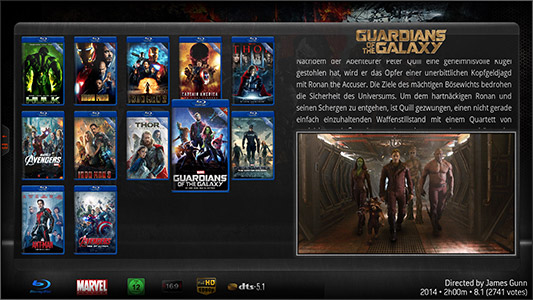 GUARDIANS
OF THE GALAXY
Nachdem der Abenteurer Peter Quill eine geheimnisvolle Kugel
gestohlen hat, wird er das Opfer einer unerbittlichen Kopfgeldjagd
mit Ronan the Accuser. Die Ziele des mächtigen Bösewichts bedrohen
die Sicherheit des Universums. Um dem hartnäckigen Ronan und
seinen Schergen zu entgehen, ist Quill gezwungen, einen nicht gerade
einfach einzuhaltenden Waffenstillstand mit einem Quartett von
HULK
IRON MAN
IRON MAN 2
CAPTAIN AMERICA
THOR
AVENGERS
IRON MAN 3
THOR
GUARDIANS
OF THE GALAXY
ANT-MAN
AVENGERS
Blu-ray
MARVEL
12
16:9
Full HD
dts-5.1
Directed by James Gunn
2014 • 2h00m • 8.1 (2741 votes)